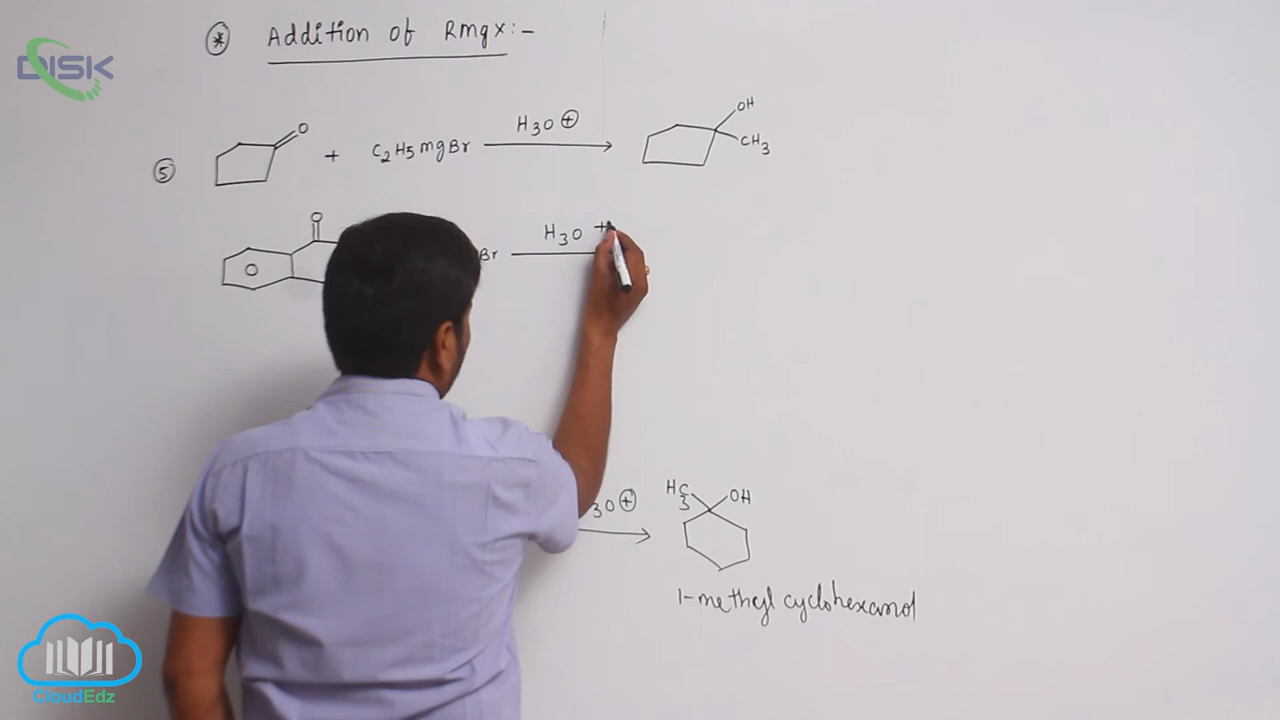 DISK
* Addition of Rmgx:-
5 O + C2H5mgBr H3O+ OH
CH3
O Br H3O +
3O+ H3C OH
1-methyl cyclohexanol
CloudEdz